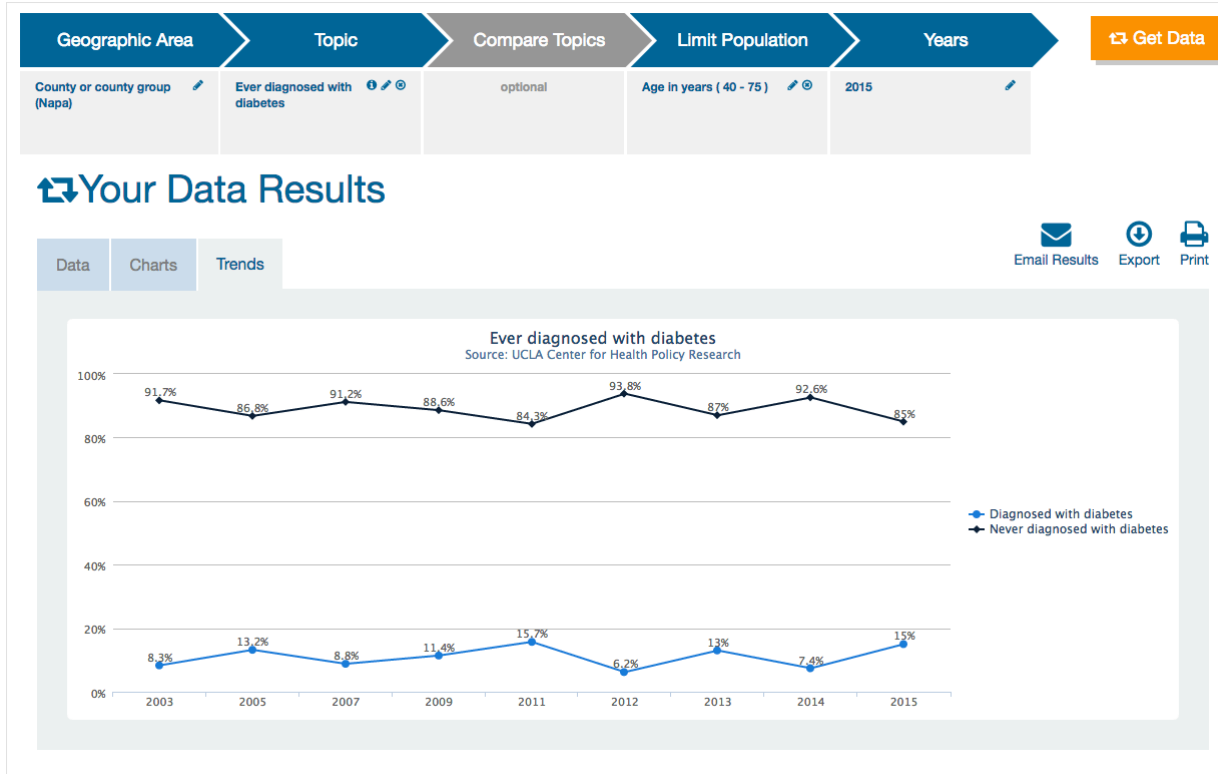 Geographic Area
Topic
Compare Topics
Limit Population
Years
Get Data
County or county group
(Napa)
Ever diagnosed with
diabetes
optional
Age in years ( 40 - 75 )
2015
Your Data Results
Data
Charts
Trends
Email Results
Export
Print
Ever diagnosed with diabetes
Source: UCLA Center for Health Policy Research
100%
80%
60%
40%
20%
0%
91.7%
86.8%
91.2%
88.6%
84.3%
93.8%
87%
92.6%
85%
8.3%
13.2%
8.8%
11.4%
15.7%
6.2%
13%
7.4%
15%
2003
2005
2007
2009
2011
2012
2013
2014
2015
Diagnosed with diabetes
Never diagnosed with diabetes